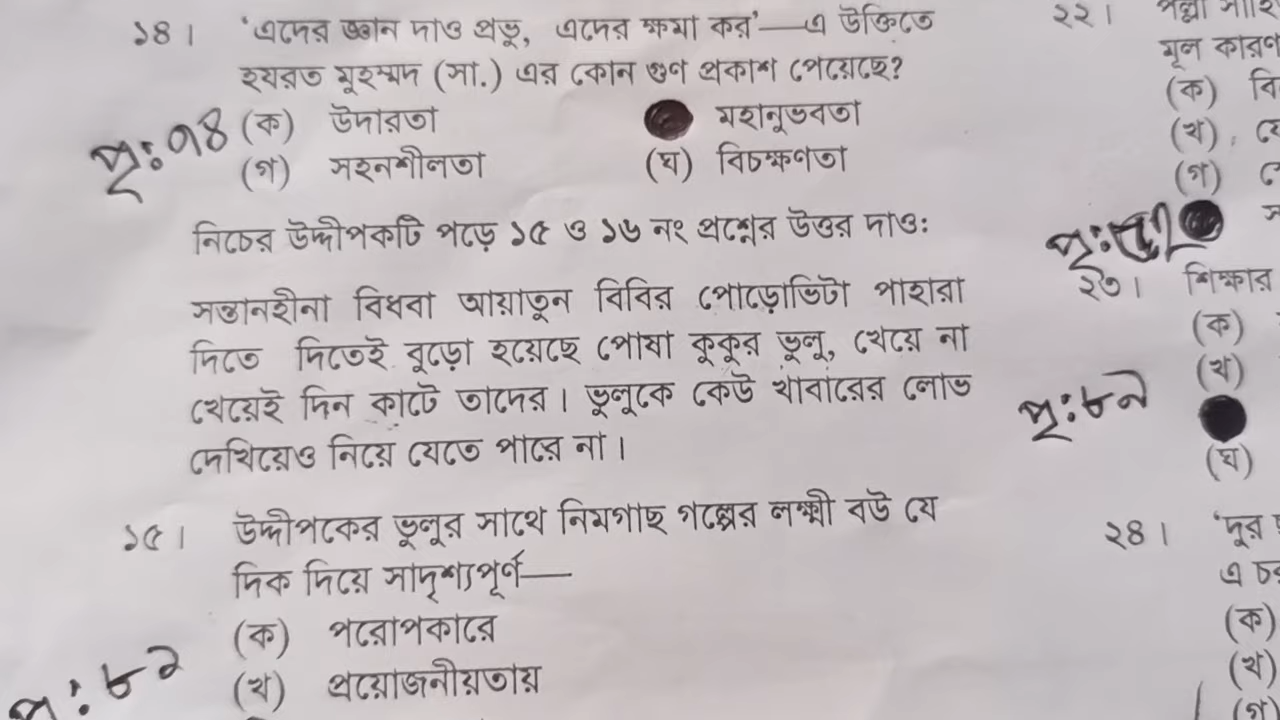 ১৪। 'এদের জ্ঞান দাও প্রভু, এদের ক্ষমা কর'—এ উক্তিতে
হযরত মুহম্মদ (সা.) এর কোন গুণ প্রকাশ পেয়েছে?
পৃ:৭৪ (ক) উদারতা মহানুভবতা
(গ) সহনশীলতা (ঘ) বিচক্ষণতা
নিচের উদ্দীপকটি পড়ে ১৫ ও ১৬ নং প্রশ্নের উত্তর দাও:
সন্তানহীনা বিধবা আয়াতুন বিবির পোড়োভিটা পাহারা
দিতে দিতেই বুড়ো হয়েছে পোষা কুকুর ভুলু, খেয়ে না
খেয়েই দিন কাটে তাদের। ভুলুকে কেউ খাবারের লোভ
দেখিয়েও নিয়ে যেতে পারে না।
১৫। উদ্দীপকের ভুলুর সাথে নিমগাছ গল্পের লক্ষ্মী বউ যে
দিক দিয়ে সাদৃশ্যপূর্ণ—
(ক) পরোপকারে
পৃ:৮২ (খ) প্রয়োজনীয়তায়
২২।
মূল কারণ
(ক)
(খ)
(গ)
২৩। শিক্ষার
(ক)
(খ)
পৃ:৮৯
(ঘ)
২৪। 'দূর
এ
(ক)
(খ)
(গ)